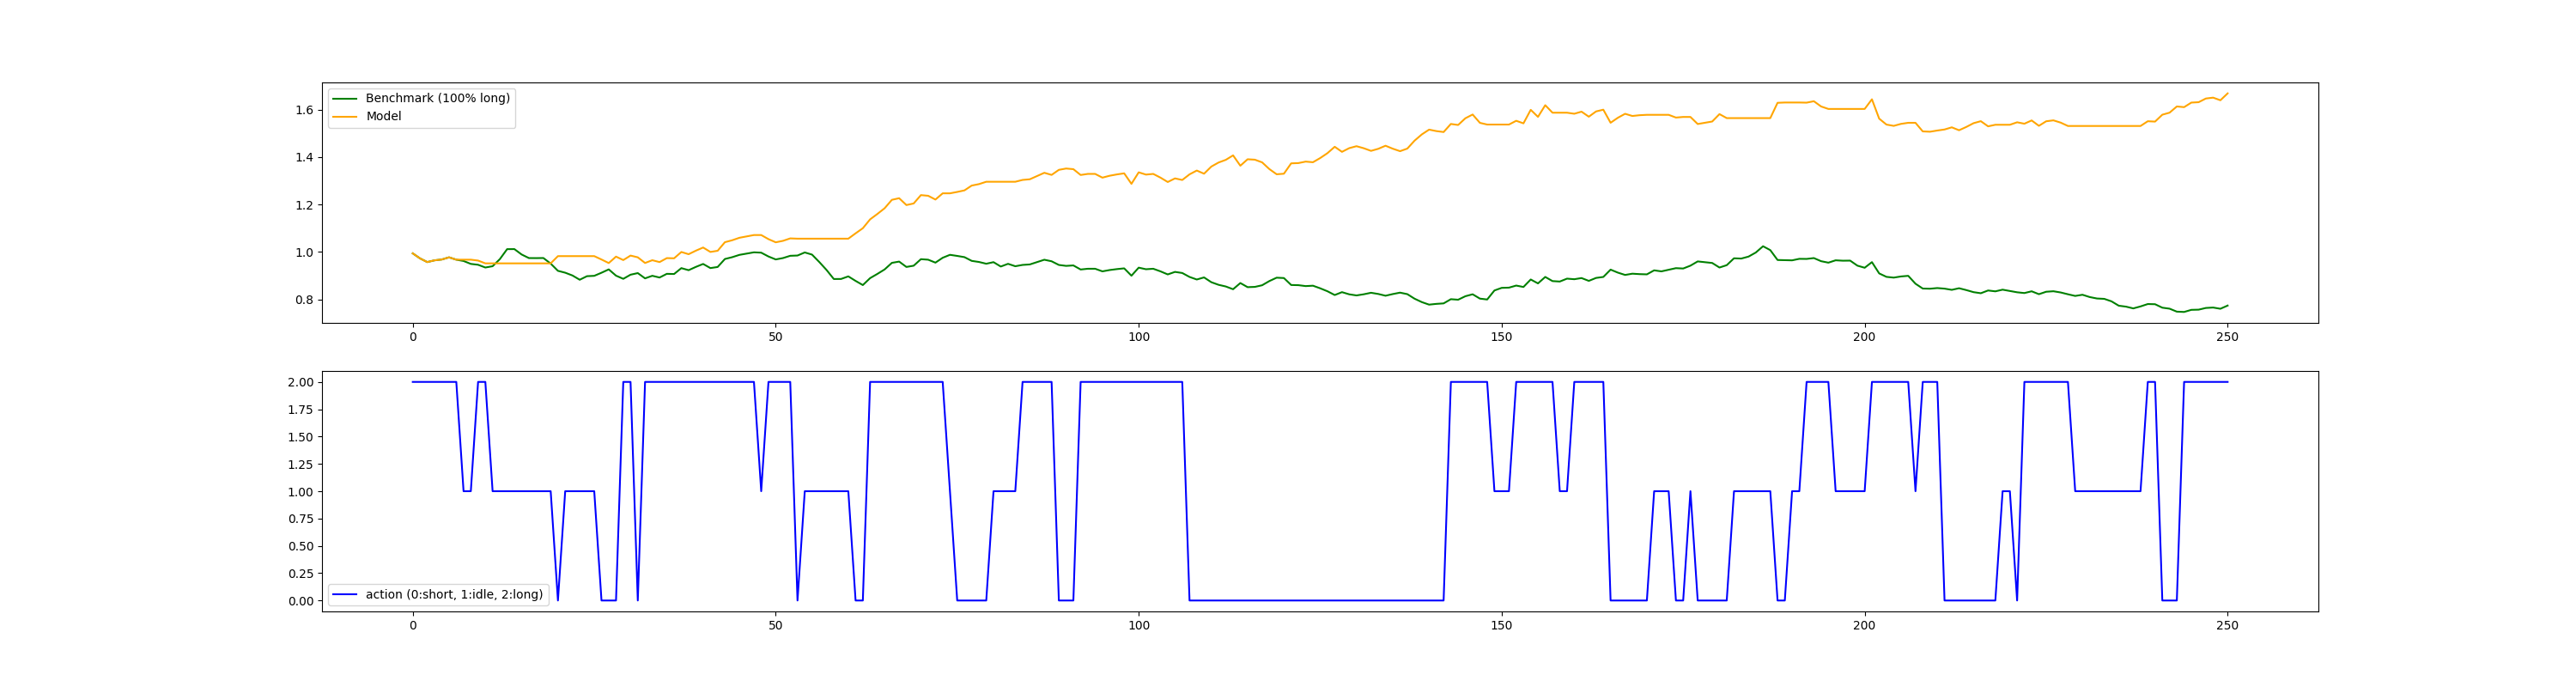 Benchmark (100% long)
Model
1.6
1.4
1.2
1.0
0.8
0 50 100 150 200 250
2.00
1.75
1.50
1.25
1.00
0.75
0.50
0.25
0.00
action (0:short, 1:idle, 2:long)
0 50 100 150 200 250